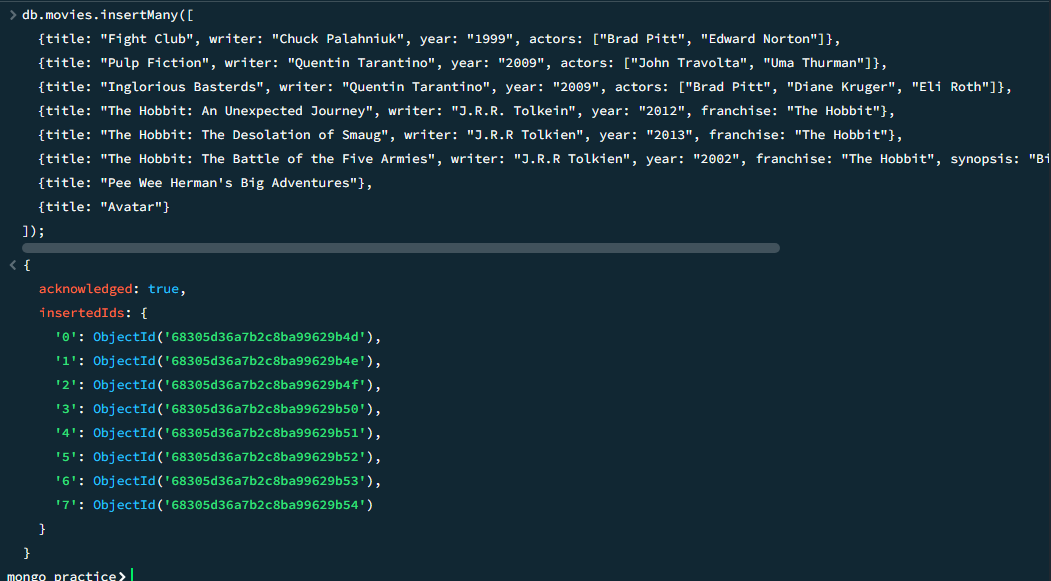 > db.movies.insertMany([
{title: "Fight Club", writer: "Chuck Palahniuk", year: "1999", actors: ["Brad Pitt", "Edward Norton"]},
{title: "Pulp Fiction", writer: "Quentin Tarantino", year: "2009", actors: ["John Travolta", "Uma Thurman"]},
{title: "Inglorious Basterds", writer: "Quentin Tarantino", year: "2009", actors: ["Brad Pitt", "Diane Kruger", "Eli Roth"]},
{title: "The Hobbit: An Unexpected Journey", writer: "J.R.R. Tolkein", year: "2012", franchise: "The Hobbit"},
{title: "The Hobbit: The Desolation of Smaug", writer: "J.R.R Tolkien", year: "2013", franchise: "The Hobbit"},
{title: "The Hobbit: The Battle of the Five Armies", writer: "J.R.R Tolkien", year: "2002", franchise: "The Hobbit", synopsis: "Bi
{title: "Pee Wee Herman's Big Adventures"},
{title: "Avatar"}
]);
< {
acknowledged: true,
insertedIds: {
'0': ObjectId('68305d36a7b2c8ba99629b4d'),
'1': ObjectId('68305d36a7b2c8ba99629b4e'),
'2': ObjectId('68305d36a7b2c8ba99629b4f'),
'3': ObjectId('68305d36a7b2c8ba99629b50'),
'4': ObjectId('68305d36a7b2c8ba99629b51'),
'5': ObjectId('68305d36a7b2c8ba99629b52'),
'6': ObjectId('68305d36a7b2c8ba99629b53'),
'7': ObjectId('68305d36a7b2c8ba99629b54')
}
}
mongo_practice>